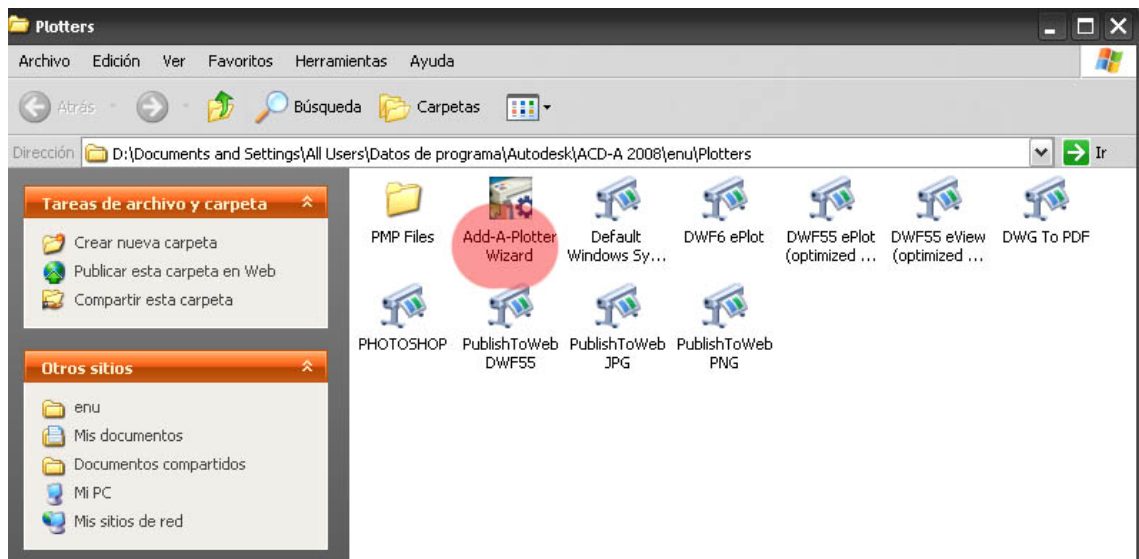 Plotters
Archivo Edición Ver Favoritos Herramientas Ayuda
Atrás Búsqueda Carpetas
Dirección D:\Documents and Settings\All Users\Datos de programa\Autodesk\ACD-A 2008\enu\Plotters Ir
Tareas de archivo y carpeta
Crear nueva carpeta
Publicar esta carpeta en Web
Compartir esta carpeta
Otros sitios
enu
Mis documentos
Documentos compartidos
Mi PC
Mis sitios de red
PMP Files
Add-A-Plotter
Wizard
Default
Windows Sy...
DWF6 ePlot
DWF55 ePlot
(optimized ...
DWF55 eView
(optimized ...
DWG To PDF
PHOTOSHOP
PublishToWeb
DWF55
PublishToWeb
JPG
PublishToWeb
PNG